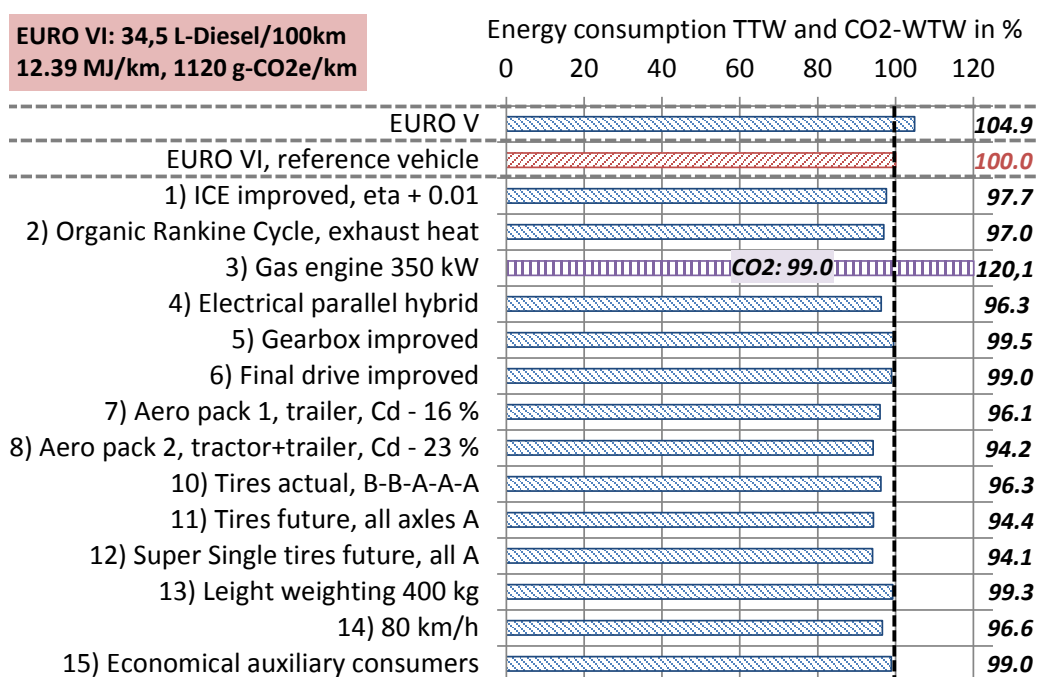 EURO VI: 34,5 L-Diesel/100km
12.39 MJ/km, 1120 g-CO2e/km
Energy consumption TTW and CO2-WTW in %
0 20 40 60 80 100 120
EURO V 104.9
EURO VI, reference vehicle 100.0
1) ICE improved, eta + 0.01 97.7
2) Organic Rankine Cycle, exhaust heat 97.0
3) Gas engine 350 kW CO2: 99.0 120,1
4) Electrical parallel hybrid 96.3
5) Gearbox improved 99.5
6) Final drive improved 99.0
7) Aero pack 1, trailer, Cd - 16 % 96.1
8) Aero pack 2, tractor+trailer, Cd - 23 % 94.2
10) Tires actual, B-B-A-A-A 96.3
11) Tires future, all axles A 94.4
12) Super Single tires future, all A 94.1
13) Leight weighting 400 kg 99.3
14) 80 km/h 96.6
15) Economical auxiliary consumers 99.0